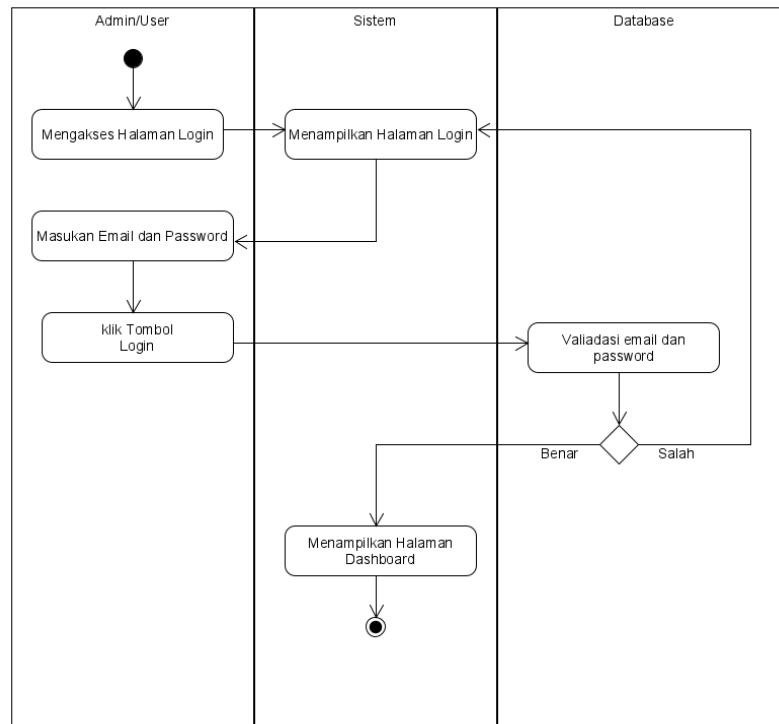 Admin/User
Sistem
Database
Mengakses Halaman Login
Menampilkan Halaman Login
Masukan Email dan Password
klik Tombol
Login
Valiadasi email dan
password
Benar
Salah
Menampilkan Halaman
Dashboard